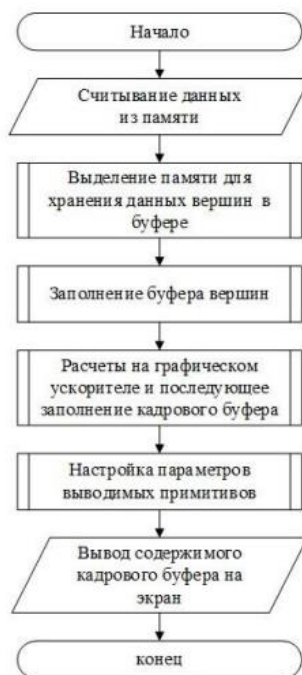 Начало
Считывание данных
из памяти
Выделение памяти для
хранения данных вершин в
буфере
Заполнение буфера вершин
Расчеты на графическом
ускорителе и последующее
заполнение кадрового буфера
Настройка параметров
выводимых примитивов
Вывод содержимого
кадрового буфера на
экран
конец